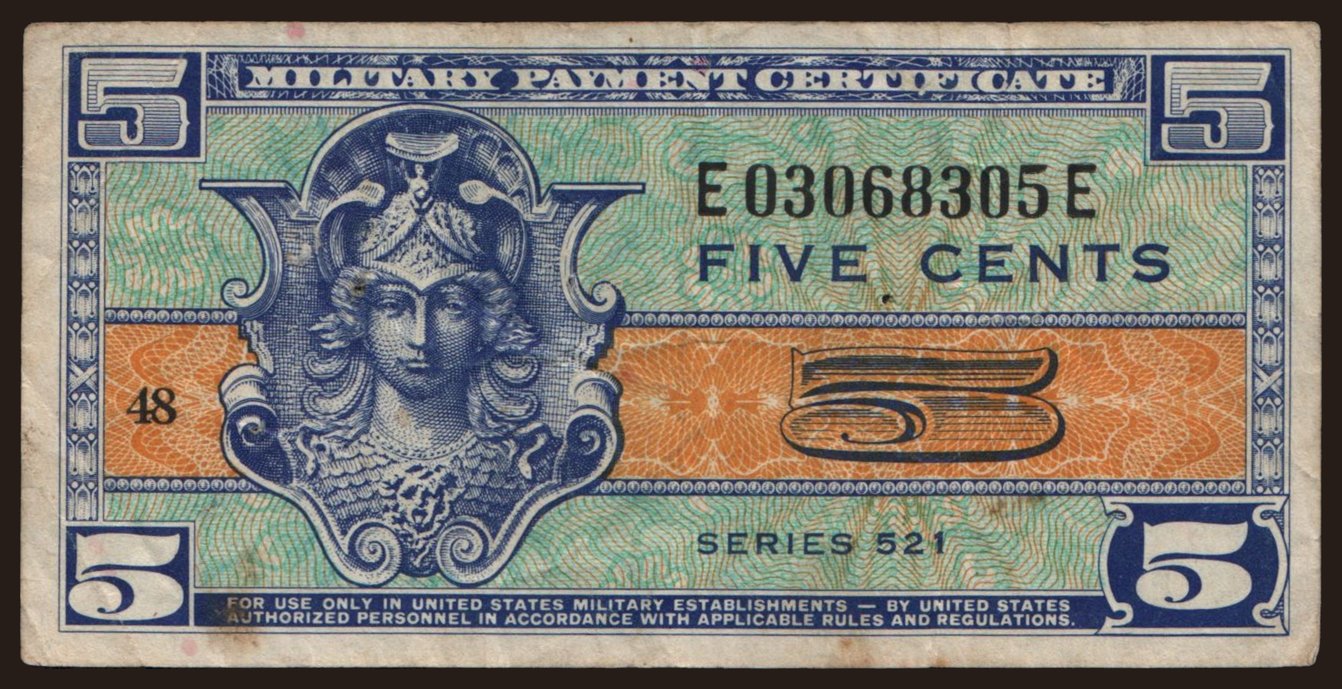 5 MILITARY PAYMENT CERTIFICATE 5
E03068305E
FIVE CENTS
48
5
SERIES 521
5 5
FOR USE ONLY IN UNITED STATES MILITARY ESTABLISHMENTS — BY UNITED STATES
AUTHORIZED PERSONNEL IN ACCORDANCE WITH APPLICABLE RULES AND REGULATIONS.